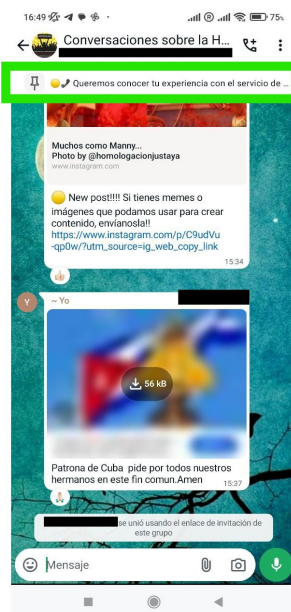 16:49
75%
Conversaciones sobre la H...
Queremos conocer tu experiencia con el servicio de ...
Muchos como Manny...
Photo by @homologacionjustaya
www.instagram.com
New post!!!! Si tienes memes o
imágenes que podamos usar para crear
contenido, envíanosla!!
https://www.instagram.com/p/C9udVu
-qp0w/?utm_source=ig_web_copy_link
15:34
Y
~ Yo
56 kB
Patrona de Cuba pide por todos nuestros
hermanos en este fin comun.Amen
15:37
se unió usando el enlace de invitación de
este grupo
Mensaje